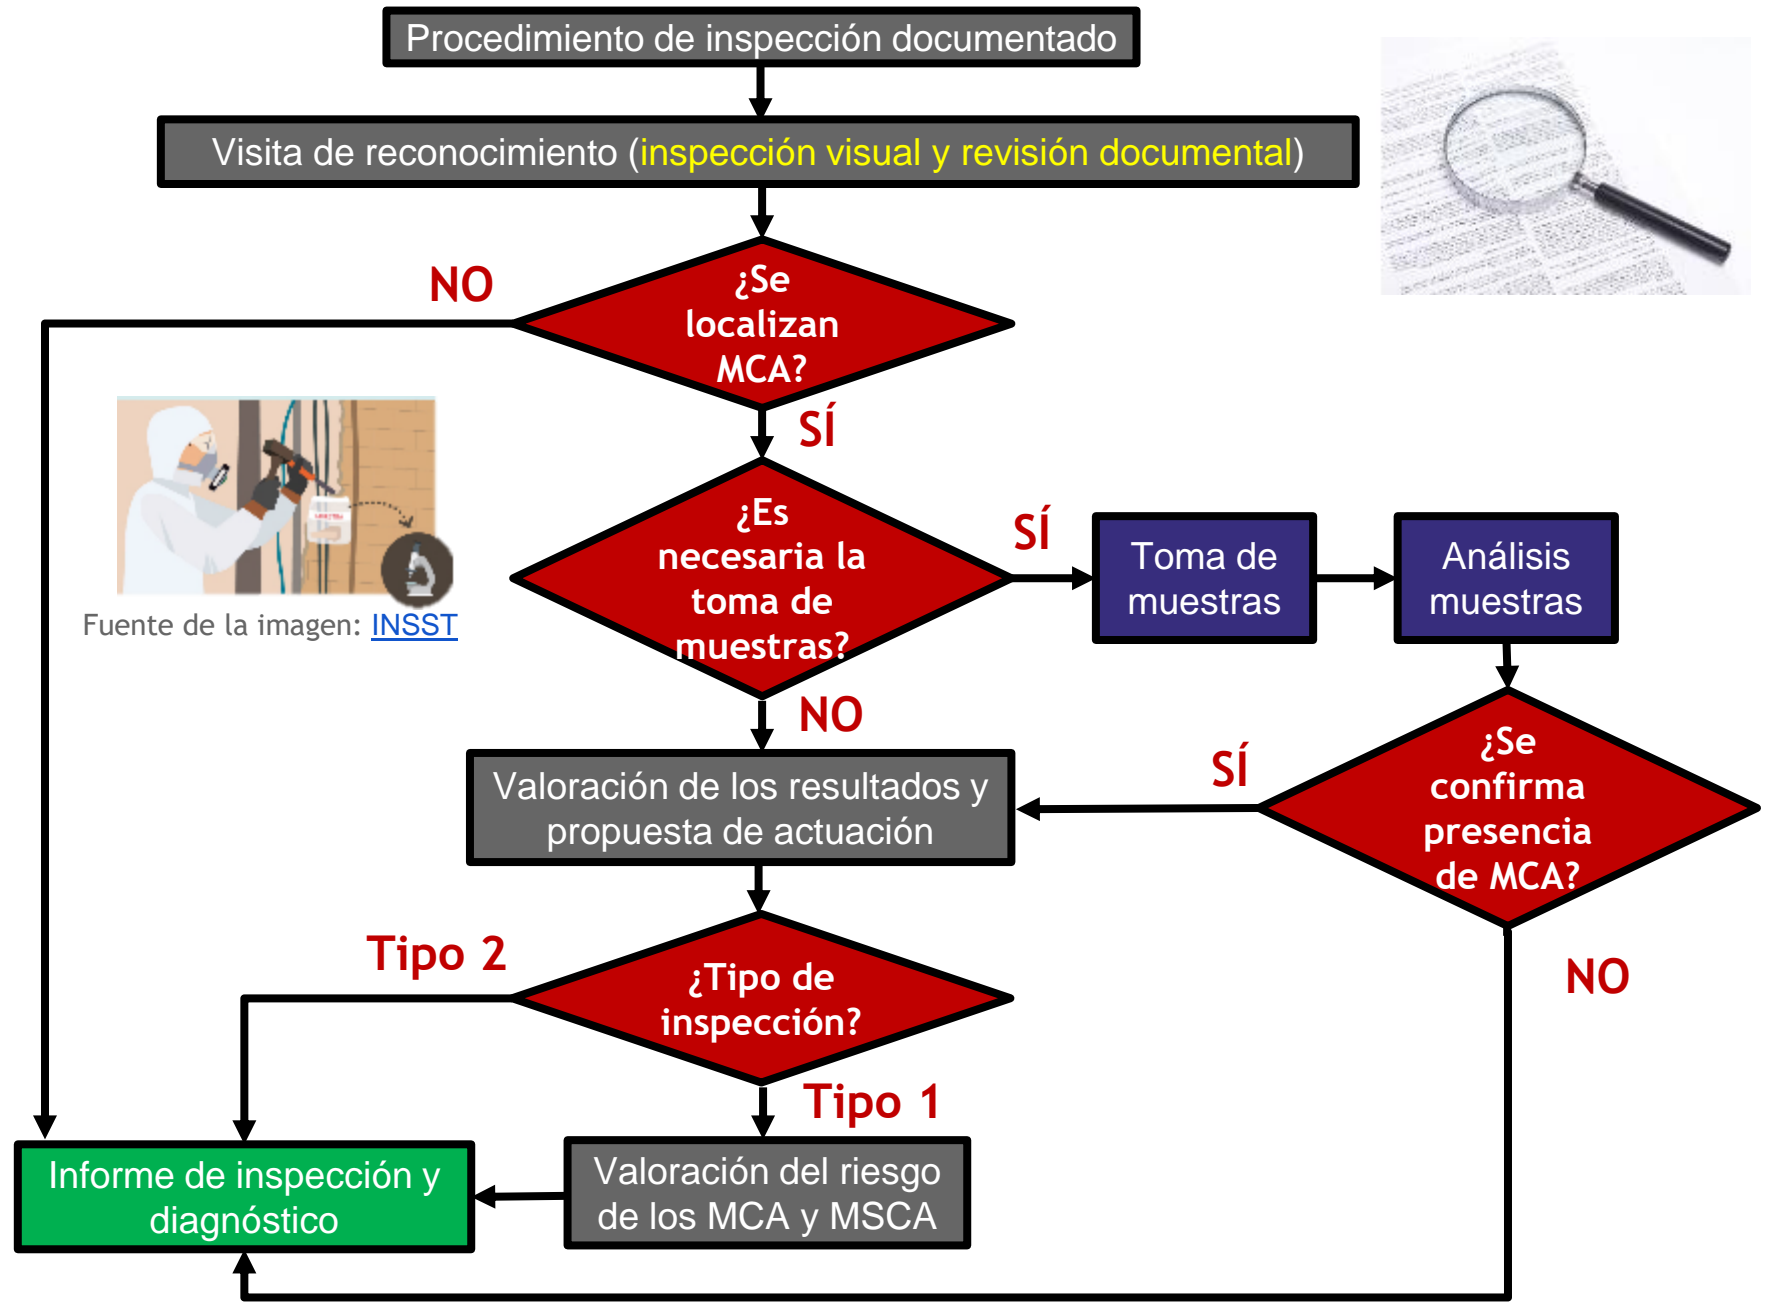 Procedimiento de inspección documentado
Visita de reconocimiento (inspección visual y revisión documental)
NO
¿Se
localizan
MCA?
SÍ
Fuente de la imagen: INSST
¿Es
necesaria la
toma de
muestras?
SÍ
Toma de
muestras
Análisis
muestras
NO
¿Se
confirma
presencia
de MCA?
SÍ
Valoración de los resultados y
propuesta de actuación
NO
Tipo 2
¿Tipo de
inspección?
Tipo 1
Valoración del riesgo
de los MCA y MSCA
Informe de inspección y
diagnóstico